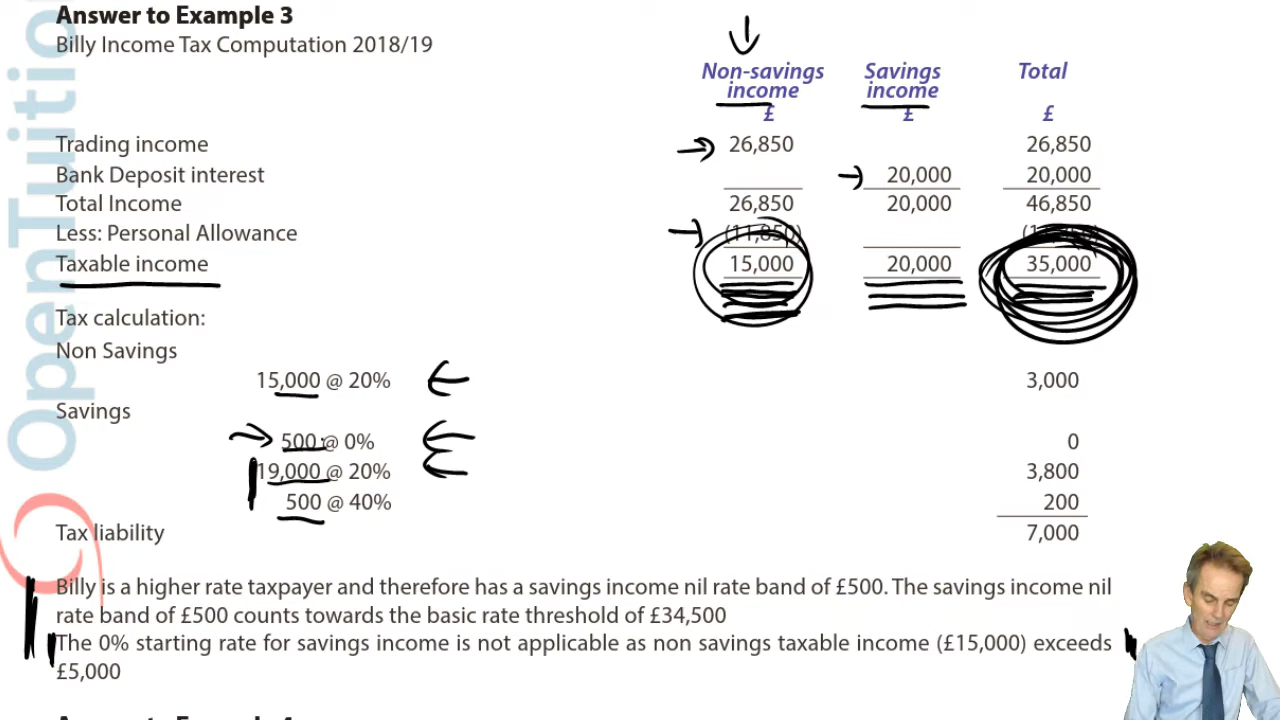 Answer to Example 3
Billy Income Tax Computation 2018/19
Non-savings income Savings income Total
£ £ £
Trading income 26,850 26,850
Bank Deposit interest 20,000 20,000
Total Income 26,850 20,000 46,850
Less: Personal Allowance (11,850)
Taxable income 15,000 20,000 35,000
Tax calculation:
Non Savings
15,000 @ 20% 3,000
Savings
500 @ 0% 0
19,000 @ 20% 3,800
500 @ 40% 200
Tax liability 7,000
Billy is a higher rate taxpayer and therefore has a savings income nil rate band of £500. The savings income nil
rate band of £500 counts towards the basic rate threshold of £34,500
The 0% starting rate for savings income is not applicable as non savings taxable income (£15,000) exceeds
£5,000
OpenTuition